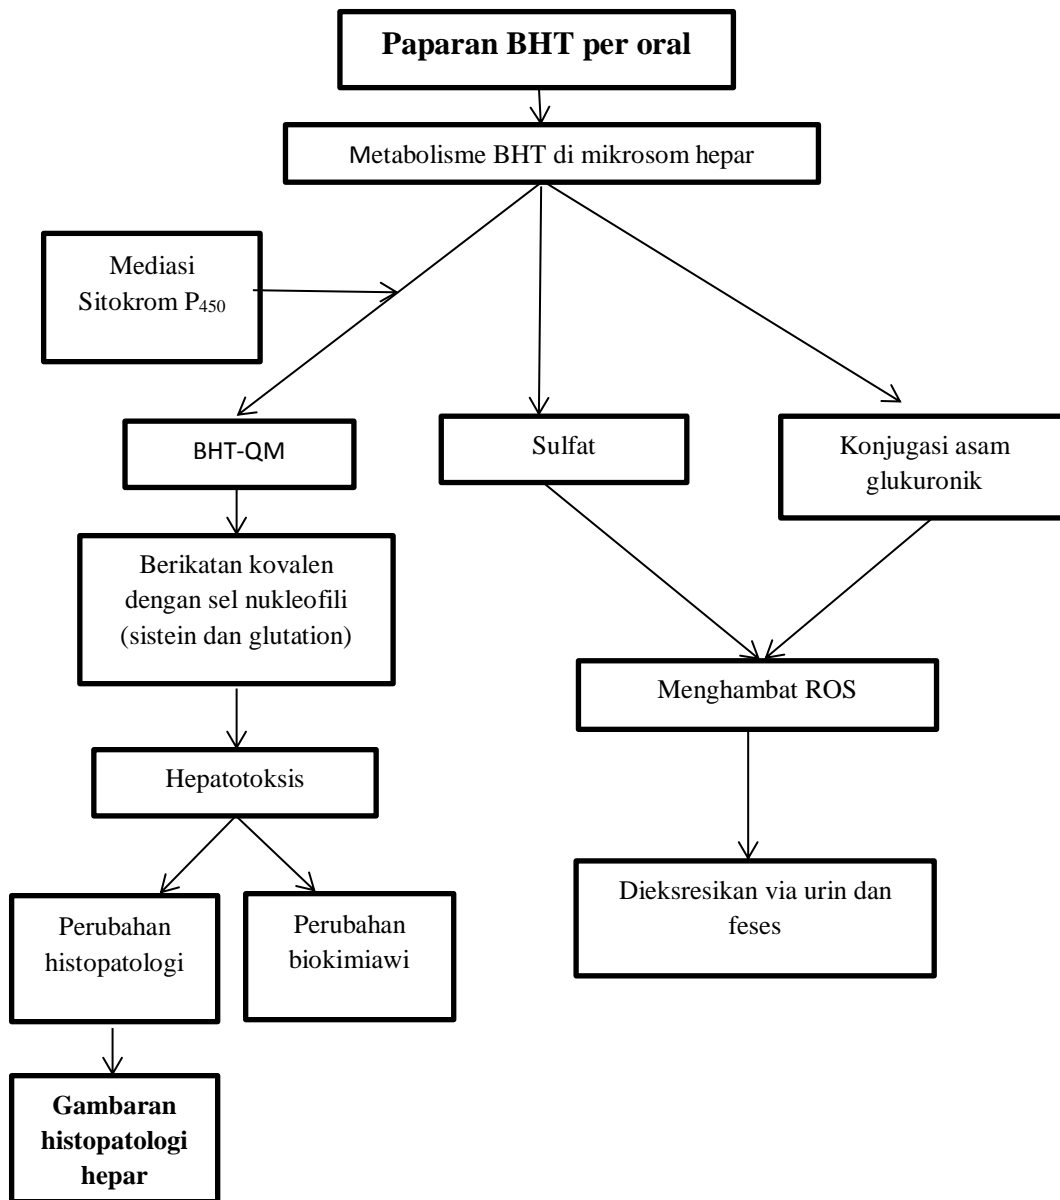 Paparan BHT per oral
Metabolisme BHT di mikrosom hepar
Mediasi
Sitokrom P₄₅₀
BHT-QM
Sulfat
Konjugasi asam
glukuronik
Berikatan kovalen
dengan sel nukleofili
(sistein dan glutation)
Menghambat ROS
Hepatotoksis
Dieksresikan via urin dan
feses
Perubahan
histopatologi
Perubahan
biokimiawi
Gambaran
histopatologi
hepar